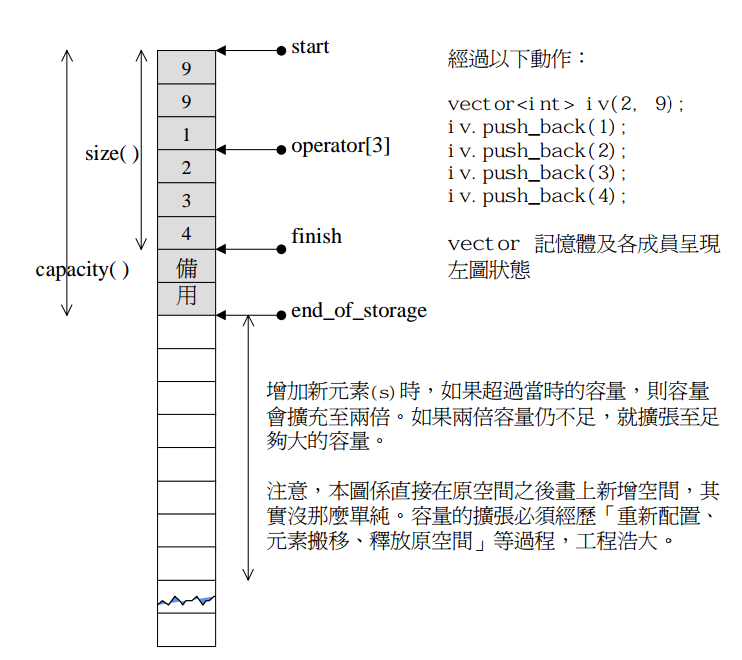 start
經過以下動作：
9
9
vector<int> iv(2, 9);
1
iv.push_back(1);
size( )
operator[3]
iv.push_back(2);
2
iv.push_back(3);
3
iv.push_back(4);
4
finish
vector 記憶體及各成員呈現
左圖狀態
capacity( )
備
用
end_of_storage
增加新元素(s)時，如果超過當時的容量，則容量
會擴充至兩倍。如果兩倍容量仍不足，就擴張至足
夠大的容量。
注意，本圖係直接在原空間之後畫上新增空間，其
實沒那麼單純。容量的擴張必須經歷「重新配置、
元素搬移、釋放原空間」等過程，工程浩大。